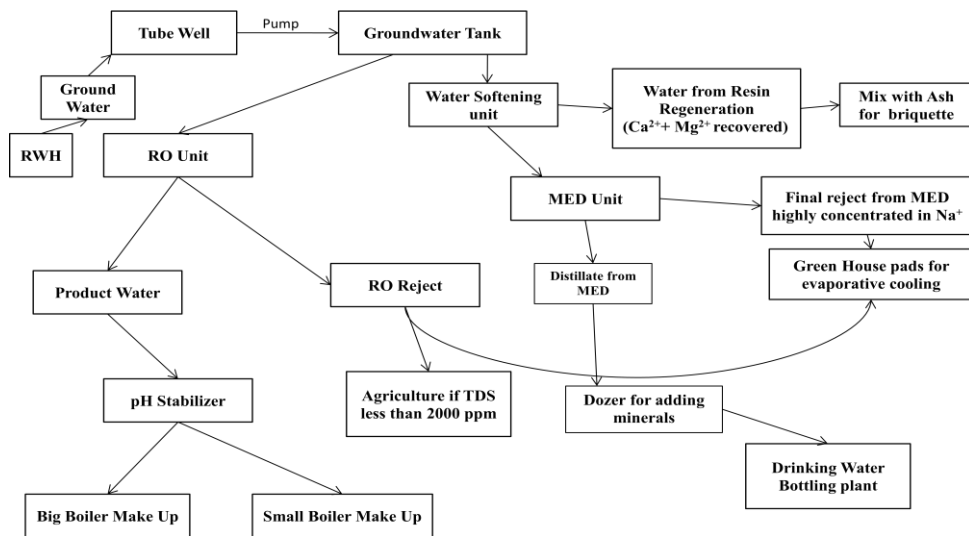 Tube Well
Pump
Groundwater Tank
Ground
Water
RWH
RO Unit
Water Softening
unit
Water from Resin
Regeneration
(Ca²⁺+ Mg²⁺ recovered)
Mix with Ash
for briquette
MED Unit
Final reject from MED
highly concentrated in Na⁺
Product Water
RO Reject
Distillate from
MED
Green House pads for
evaporative cooling
pH Stabilizer
Agriculture if TDS
less than 2000 ppm
Dozer for adding
minerals
Drinking Water
Bottling plant
Big Boiler Make Up
Small Boiler Make Up